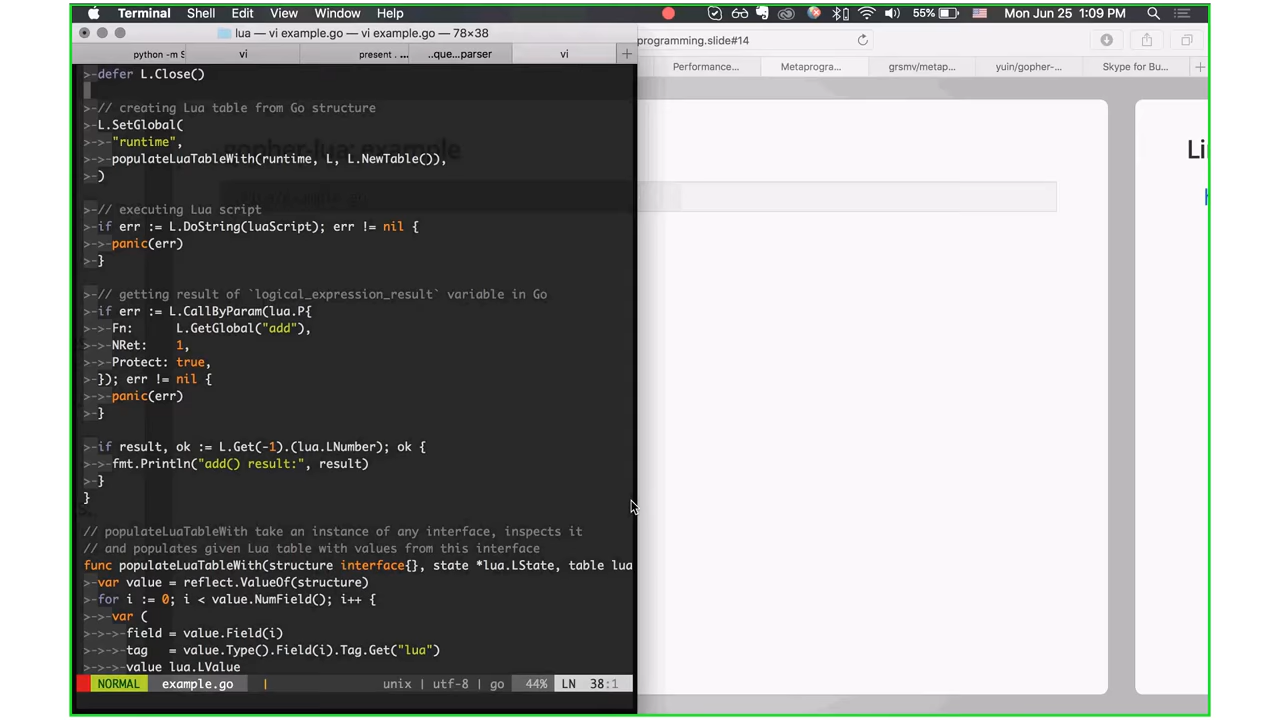 Terminal Shell Edit View Window Help 55% Mon Jun 25 1:09 PM
lua — vi example.go — vi example.go — 78×38
python -m S vi present . ... ..que...parser vi +
programming.slide#14
Performance... Metaprogra... grsmv/metap... yuin/gopher-... Skype for Bu... +
>-defer L.Close()
>-// creating Lua table from Go structure
>-L.SetGlobal(
>->-"runtime",
>->-populateLuaTableWith(runtime, L, L.NewTable()),
>-)
>-// executing Lua script
>-if err := L.DoString(luaScript); err != nil {
>->-panic(err)
>-}
>-// getting result of `logical_expression_result` variable in Go
>-if err := L.CallByParam(lua.P{
>->-Fn:      L.GetGlobal("add"),
>->-NRet:    1,
>->-Protect: true,
>-}); err != nil {
>->-panic(err)
>-}
>-if result, ok := L.Get(-1).(lua.LNumber); ok {
>->-fmt.Println("add() result:", result)
>-}
}
// populateLuaTableWith take an instance of any interface, inspects it
// and populates given Lua table with values from this interface
func populateLuaTableWith(structure interface{}, state *lua.LState, table lua
>-var value = reflect.ValueOf(structure)
>-for i := 0; i < value.NumField(); i++ {
>->-var (
>->->-field = value.Field(i)
>->->-tag   = value.Type().Field(i).Tag.Get("lua")
>->->-value lua.LValue
NORMAL example.go | unix | utf-8 | go 44% LN 38:1
gopher-lua: example
Li